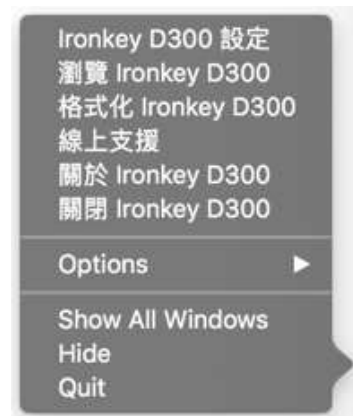 Ironkey D300 設定
瀏覽 Ironkey D300
格式化 Ironkey D300
線上支援
關於 Ironkey D300
關閉 Ironkey D300
Options
Show All Windows
Hide
Quit